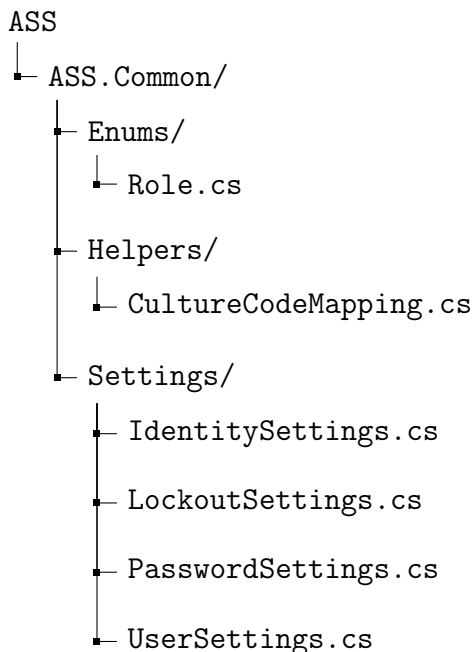 ASS
ASS.Common/
Enums/
Role.cs
Helpers/
CultureCodeMapping.cs
Settings/
IdentitySettings.cs
LockoutSettings.cs
PasswordSettings.cs
UserSettings.cs